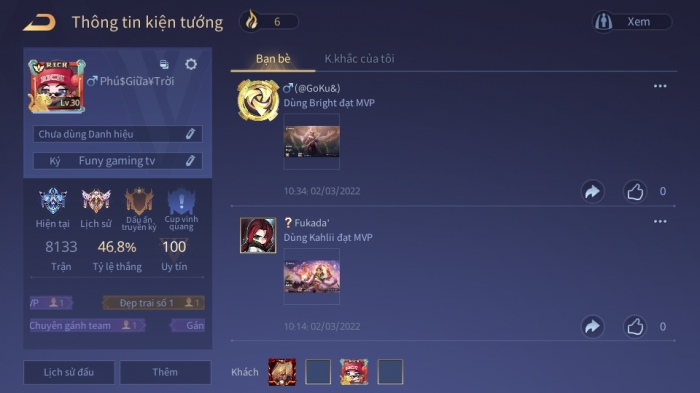 Thông tin kiện tướng
6
Xem
RICH
Lv.30
Phú$Giữa¥Trời
Chưa dùng Danh hiệu
Ký Funy gaming tv
Hiện tại
Lịch sử
Dấu ấn truyền kỳ
Cup vinh quang
8133
46.8%
100
Trận
Tỷ lệ thắng
Uy tín
VP 1
Đẹp trai số 1 1
Chuyên gánh team 1
Gán
Lịch sử đấu
Thêm
Bạn bè
K.khắc của tôi
(@GoKu&)
Dùng Bright đạt MVP
10:34: 02/03/2022
0
? Fukada'
Dùng Kahlii đạt MVP
10:14: 02/03/2022
0
Khách